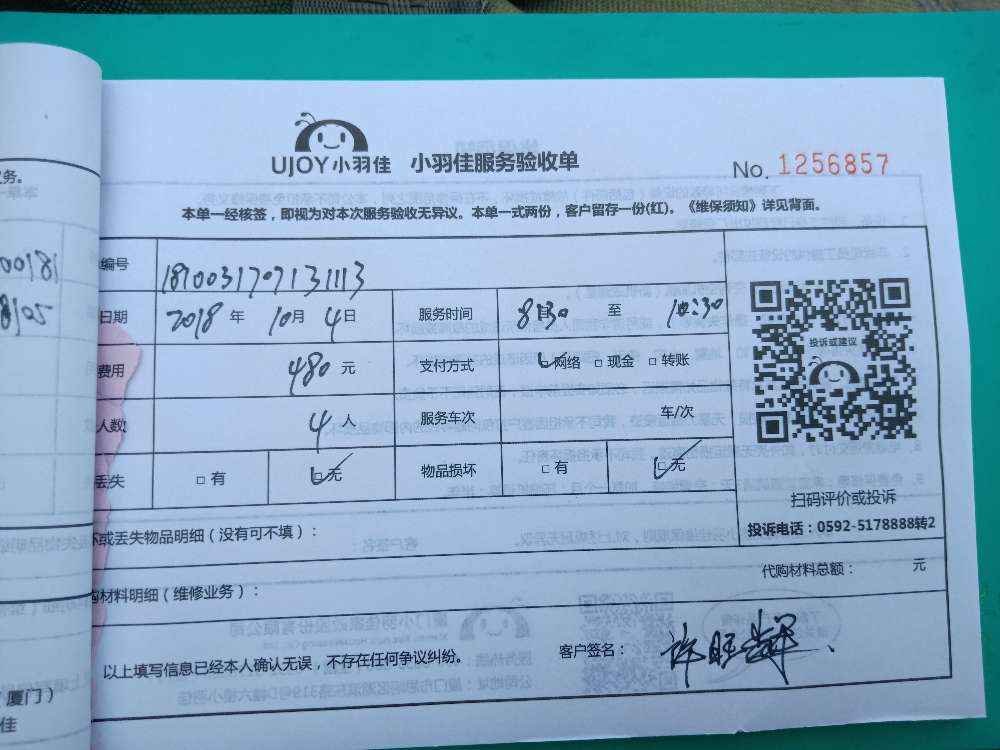 UJOY小羽佳 小羽佳服务验收单
No. 1256857
本单一经核签，即视为对本次服务验收无异议。本单一式两份，客户留存一份(红)。《维保须知》详见背面。
编号 181003170713 1113
日期 2018 年 10月 4日 服务时间 8:30 至 10:30
费用 480 元 支付方式 □网络 □现金 □转账
人数 4 人 服务车次 车/次
丢失 □有 □无 物品损坏 □有 □无
投诉或建议
扫码评价或投诉
投诉电话：0592-5178888转2
坏或丢失物品明细（没有可不填）：
购材料明细（维修业务）： 代购材料总额： 元
以上填写信息已经本人确认无误，不存在任何争议纠纷。 客户签名：
务。
00181
8105
厦门）
佳